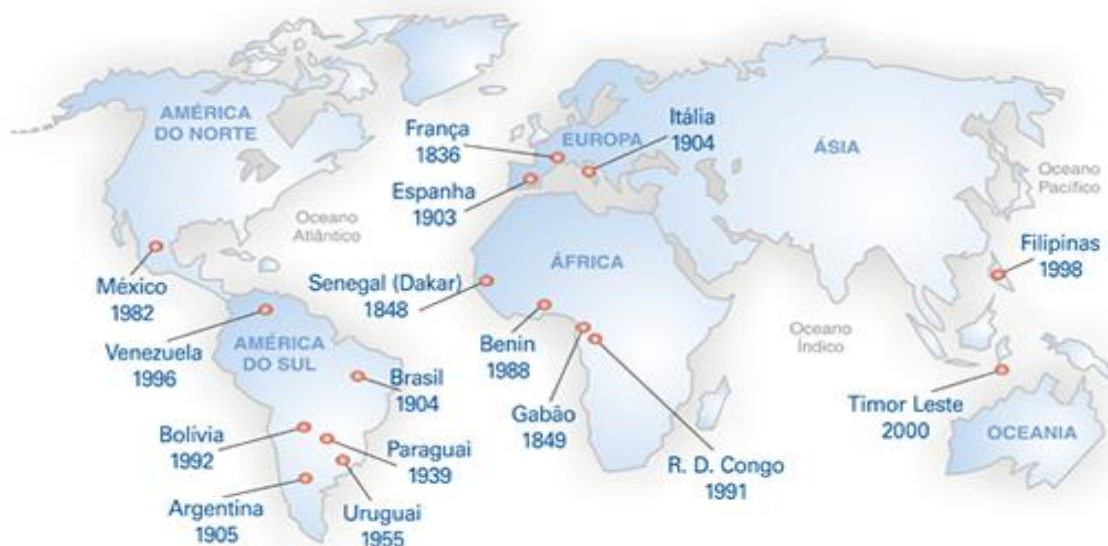 AMÉRICA
DO NORTE
França
1836
EUROPA
Itália
1904
ÁSIA
Espanha
1903
Oceano
Pacífico
Oceano
Atlântico
México
1982
Senegal (Dakar)
1848
ÁFRICA
Filipinas
1998
Venezuela
1996
AMÉRICA
DO SUL
Brasil
1904
Benin
1988
Oceano
Índico
Gabão
1849
Timor Leste
2000
OCEANIA
Bolívia
1992
Paraguai
1939
R. D. Congo
1991
Argentina
1905
Uruguai
1955